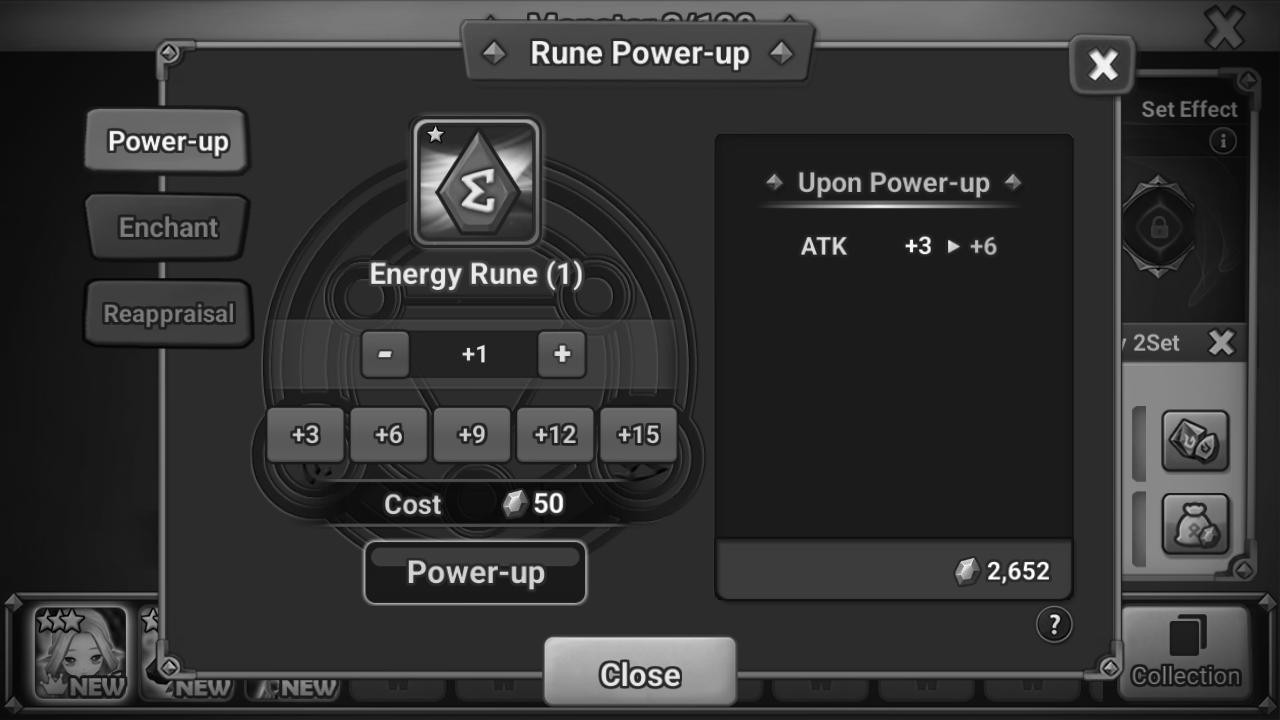 Rune Power-up
Set Effect
Power-up
Enchant
Reappraisal
Energy Rune (1)
- +1 +
+3 +6 +9 +12 +15
Cost 50
Power-up
Upon Power-up
ATK +3 ▶ +6
2,652
?
2Set
NEW
NEW
NEW
Close
Collection